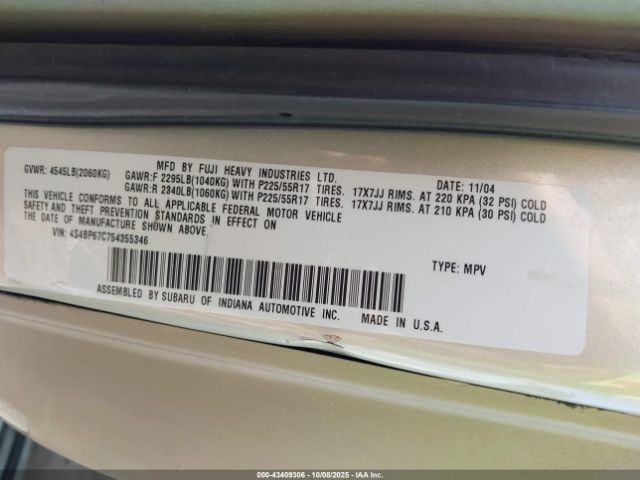 MFD BY FUJI HEAVY INDUSTRIES LTD. DATE: 11/04
GVWR: 4545LB(2060KG) GAWR:F 2295LB(1040KG) WITH P225/55R17 TIRES. 17X7JJ RIMS. AT 220 KPA (32 PSI) COLD
GAWR:R 2340LB(1060KG) WITH P225/55R17 TIRES. 17X7JJ RIMS. AT 210 KPA (30 PSI) COLD
THIS VEHICLE CONFORMS TO ALL APPLICABLE FEDERAL MOTOR VEHICLE
SAFETY AND THEFT PREVENTION STANDARDS IN EFFECT ON
THE DATE OF MANUFACTURE SHOWN ABOVE.
VIN: 4S4BP67C754355346 TYPE: MPV
ASSEMBLED BY SUBARU OF INDIANA AUTOMOTIVE INC. MADE IN U.S.A.
000-43409306 - 10/08/2025 - IAAI.COM